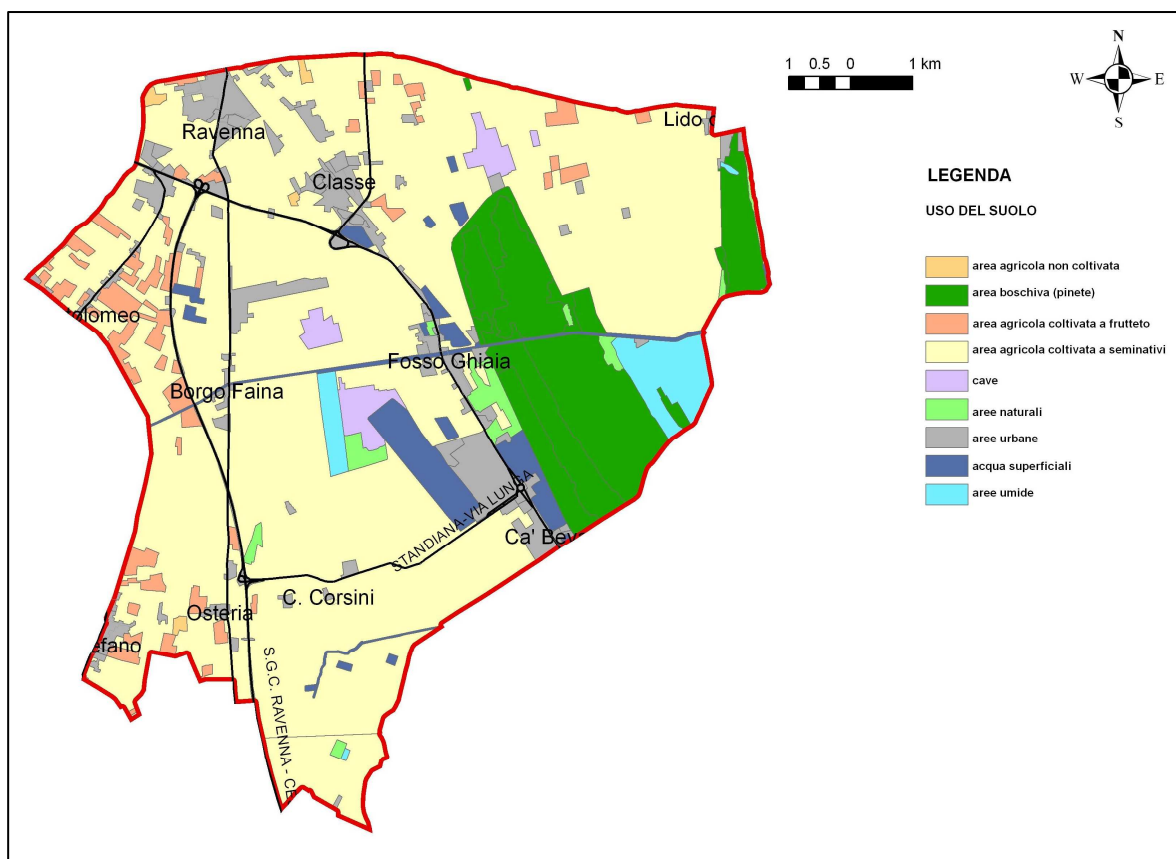 N
W E
S
1 0.5 0 1 km
Ravenna
Lido
Classe
LEGENDA
USO DEL SUOLO
area agricola non coltivata
area boschiva (pinete)
area agricola coltivata a frutteto
area agricola coltivata a seminativi
cave
aree naturali
aree urbane
acqua superficiali
aree umide
olomeo
Fosso Ghiaia
Borgo Faina
STANDIANA-VIA LUNGA
Ca' Bev
C. Corsini
Osteria
efano
S.G.C. RAVENNA - CE